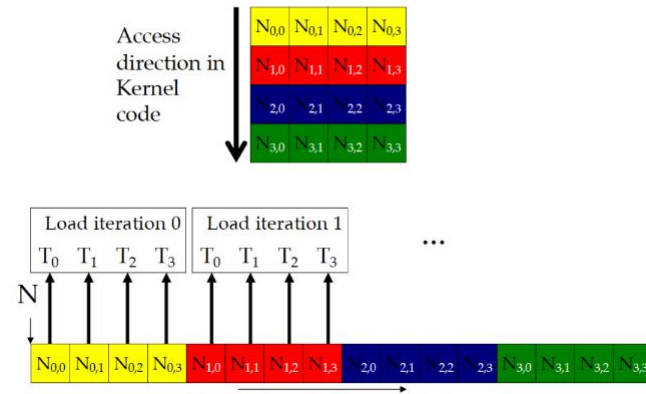 Access direction in Kernel code
N0,0 N0,1 N0,2 N0,3
N1,0 N1,1 N1,2 N1,3
N2,0 N2,1 N2,2 N2,3
N3,0 N3,1 N3,2 N3,3
Load iteration 0 Load iteration 1
T0 T1 T2 T3 T0 T1 T2 T3
...
N
N0,0 N0,1 N0,2 N0,3 N1,0 N1,1 N1,2 N1,3 N2,0 N2,1 N2,2 N2,3 N3,0 N3,1 N3,2 N3,3